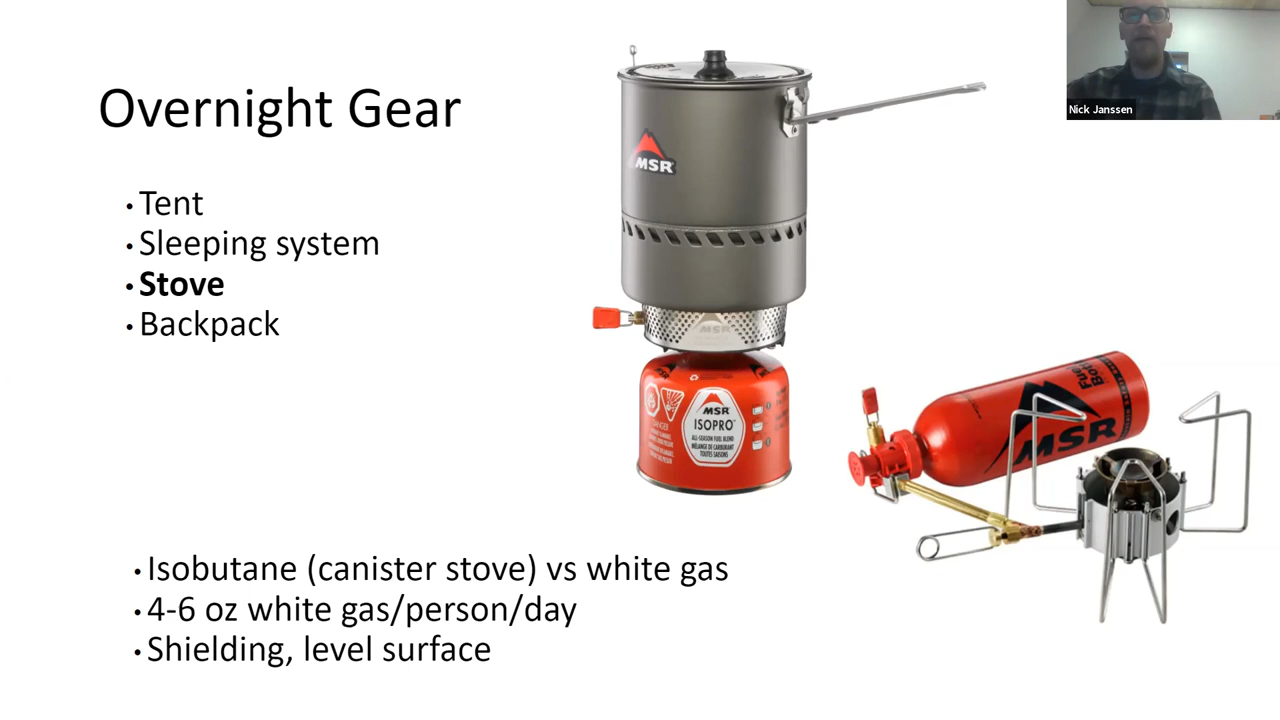 Overnight Gear
• Tent
• Sleeping system
• Stove
• Backpack
MSR
MSR
ISOPRO
ALL-SEASON FUEL BLEND
MÉLANGE DE CARBURANT
TOUTES SAISONS
Fuel
MSR
• Isobutane (canister stove) vs white gas
• 4-6 oz white gas/person/day
• Shielding, level surface
Nick Janssen